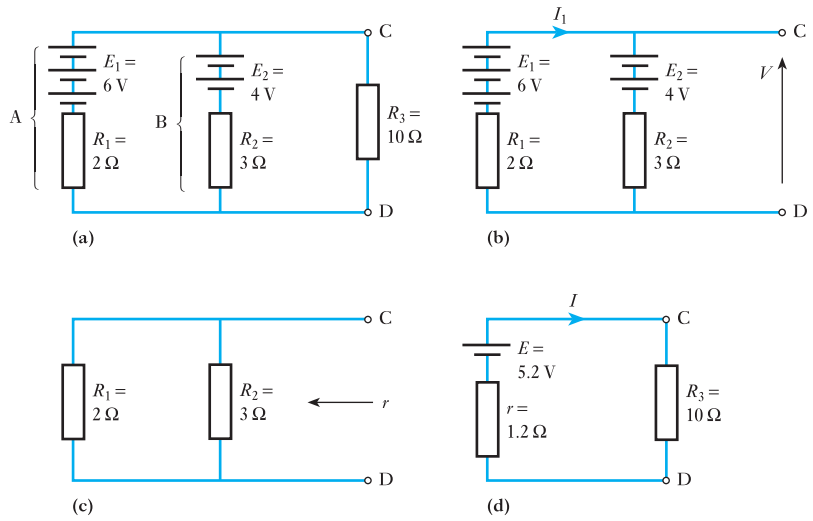 C
A
E₁ =
6 V
R₁ =
2 Ω
B
E₂ =
4 V
R₂ =
3 Ω
R₃ =
10 Ω
D
(a)
I₁
C
E₁ =
6 V
R₁ =
2 Ω
E₂ =
4 V
R₂ =
3 Ω
V
D
(b)
C
R₁ =
2 Ω
R₂ =
3 Ω
r
D
(c)
I
C
E =
5.2 V
r =
1.2 Ω
R₃ =
10 Ω
D
(d)